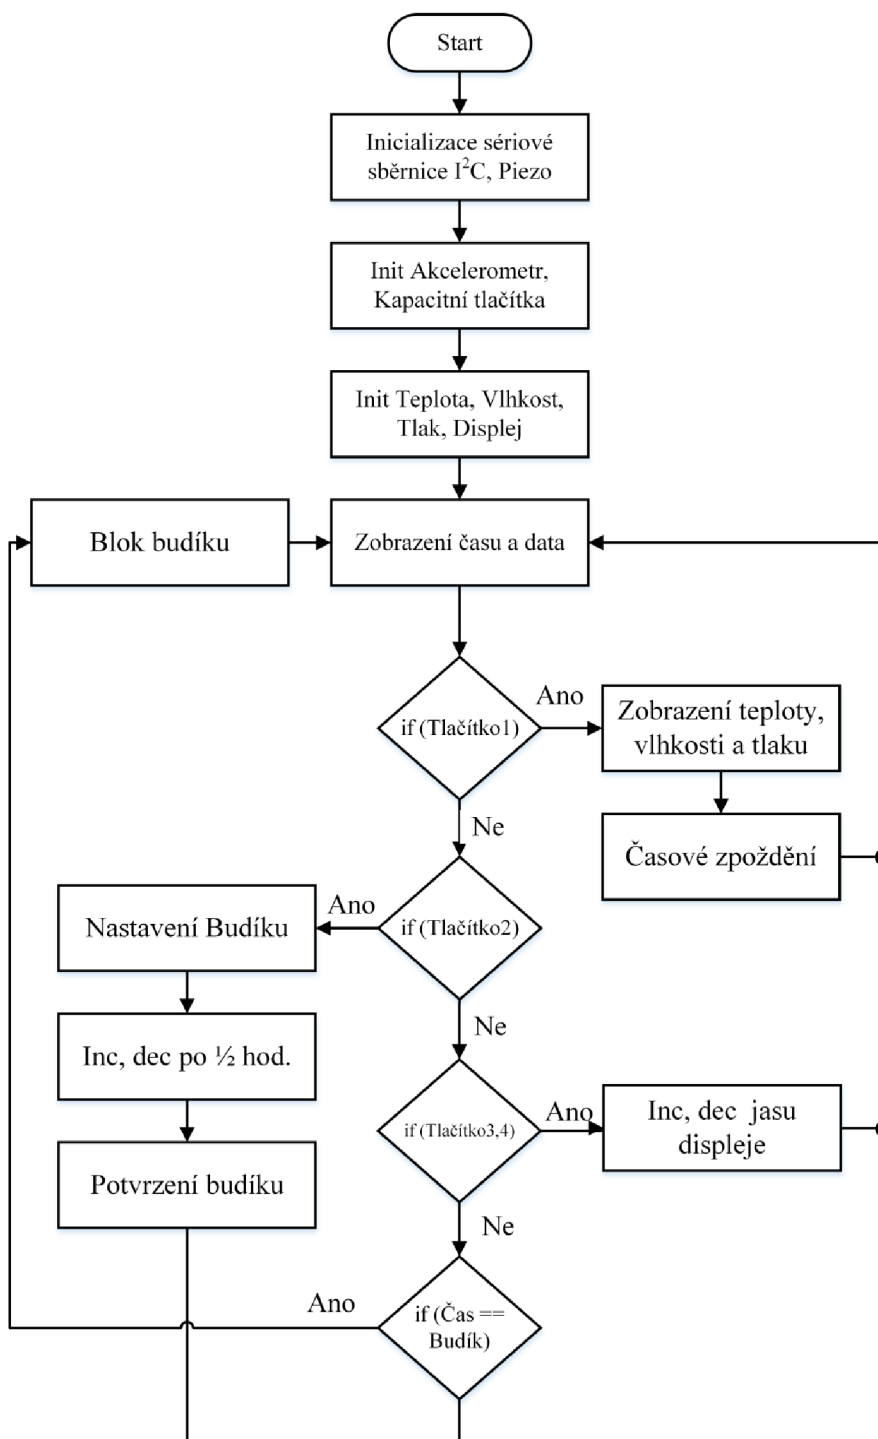 Start
Inicializace sériové
sběrnice I²C, Piezo
Init Akcelerometr,
Kapacitní tlačítka
Init Teplota, Vlhkost,
Tlak, Displej
Blok budíku
Zobrazení času a data
if (Tlačítko1)
Ano
Zobrazení teploty,
vlhkosti a tlaku
Ne
Časové zpoždění
Nastavení Budíku
Ano
if (Tlačítko2)
Ne
Inc, dec po ½ hod.
if (Tlačítko3,4)
Ano
Inc, dec jasu
displeje
Potvrzení budíku
Ne
Ano
if (Čas ==
Budík)